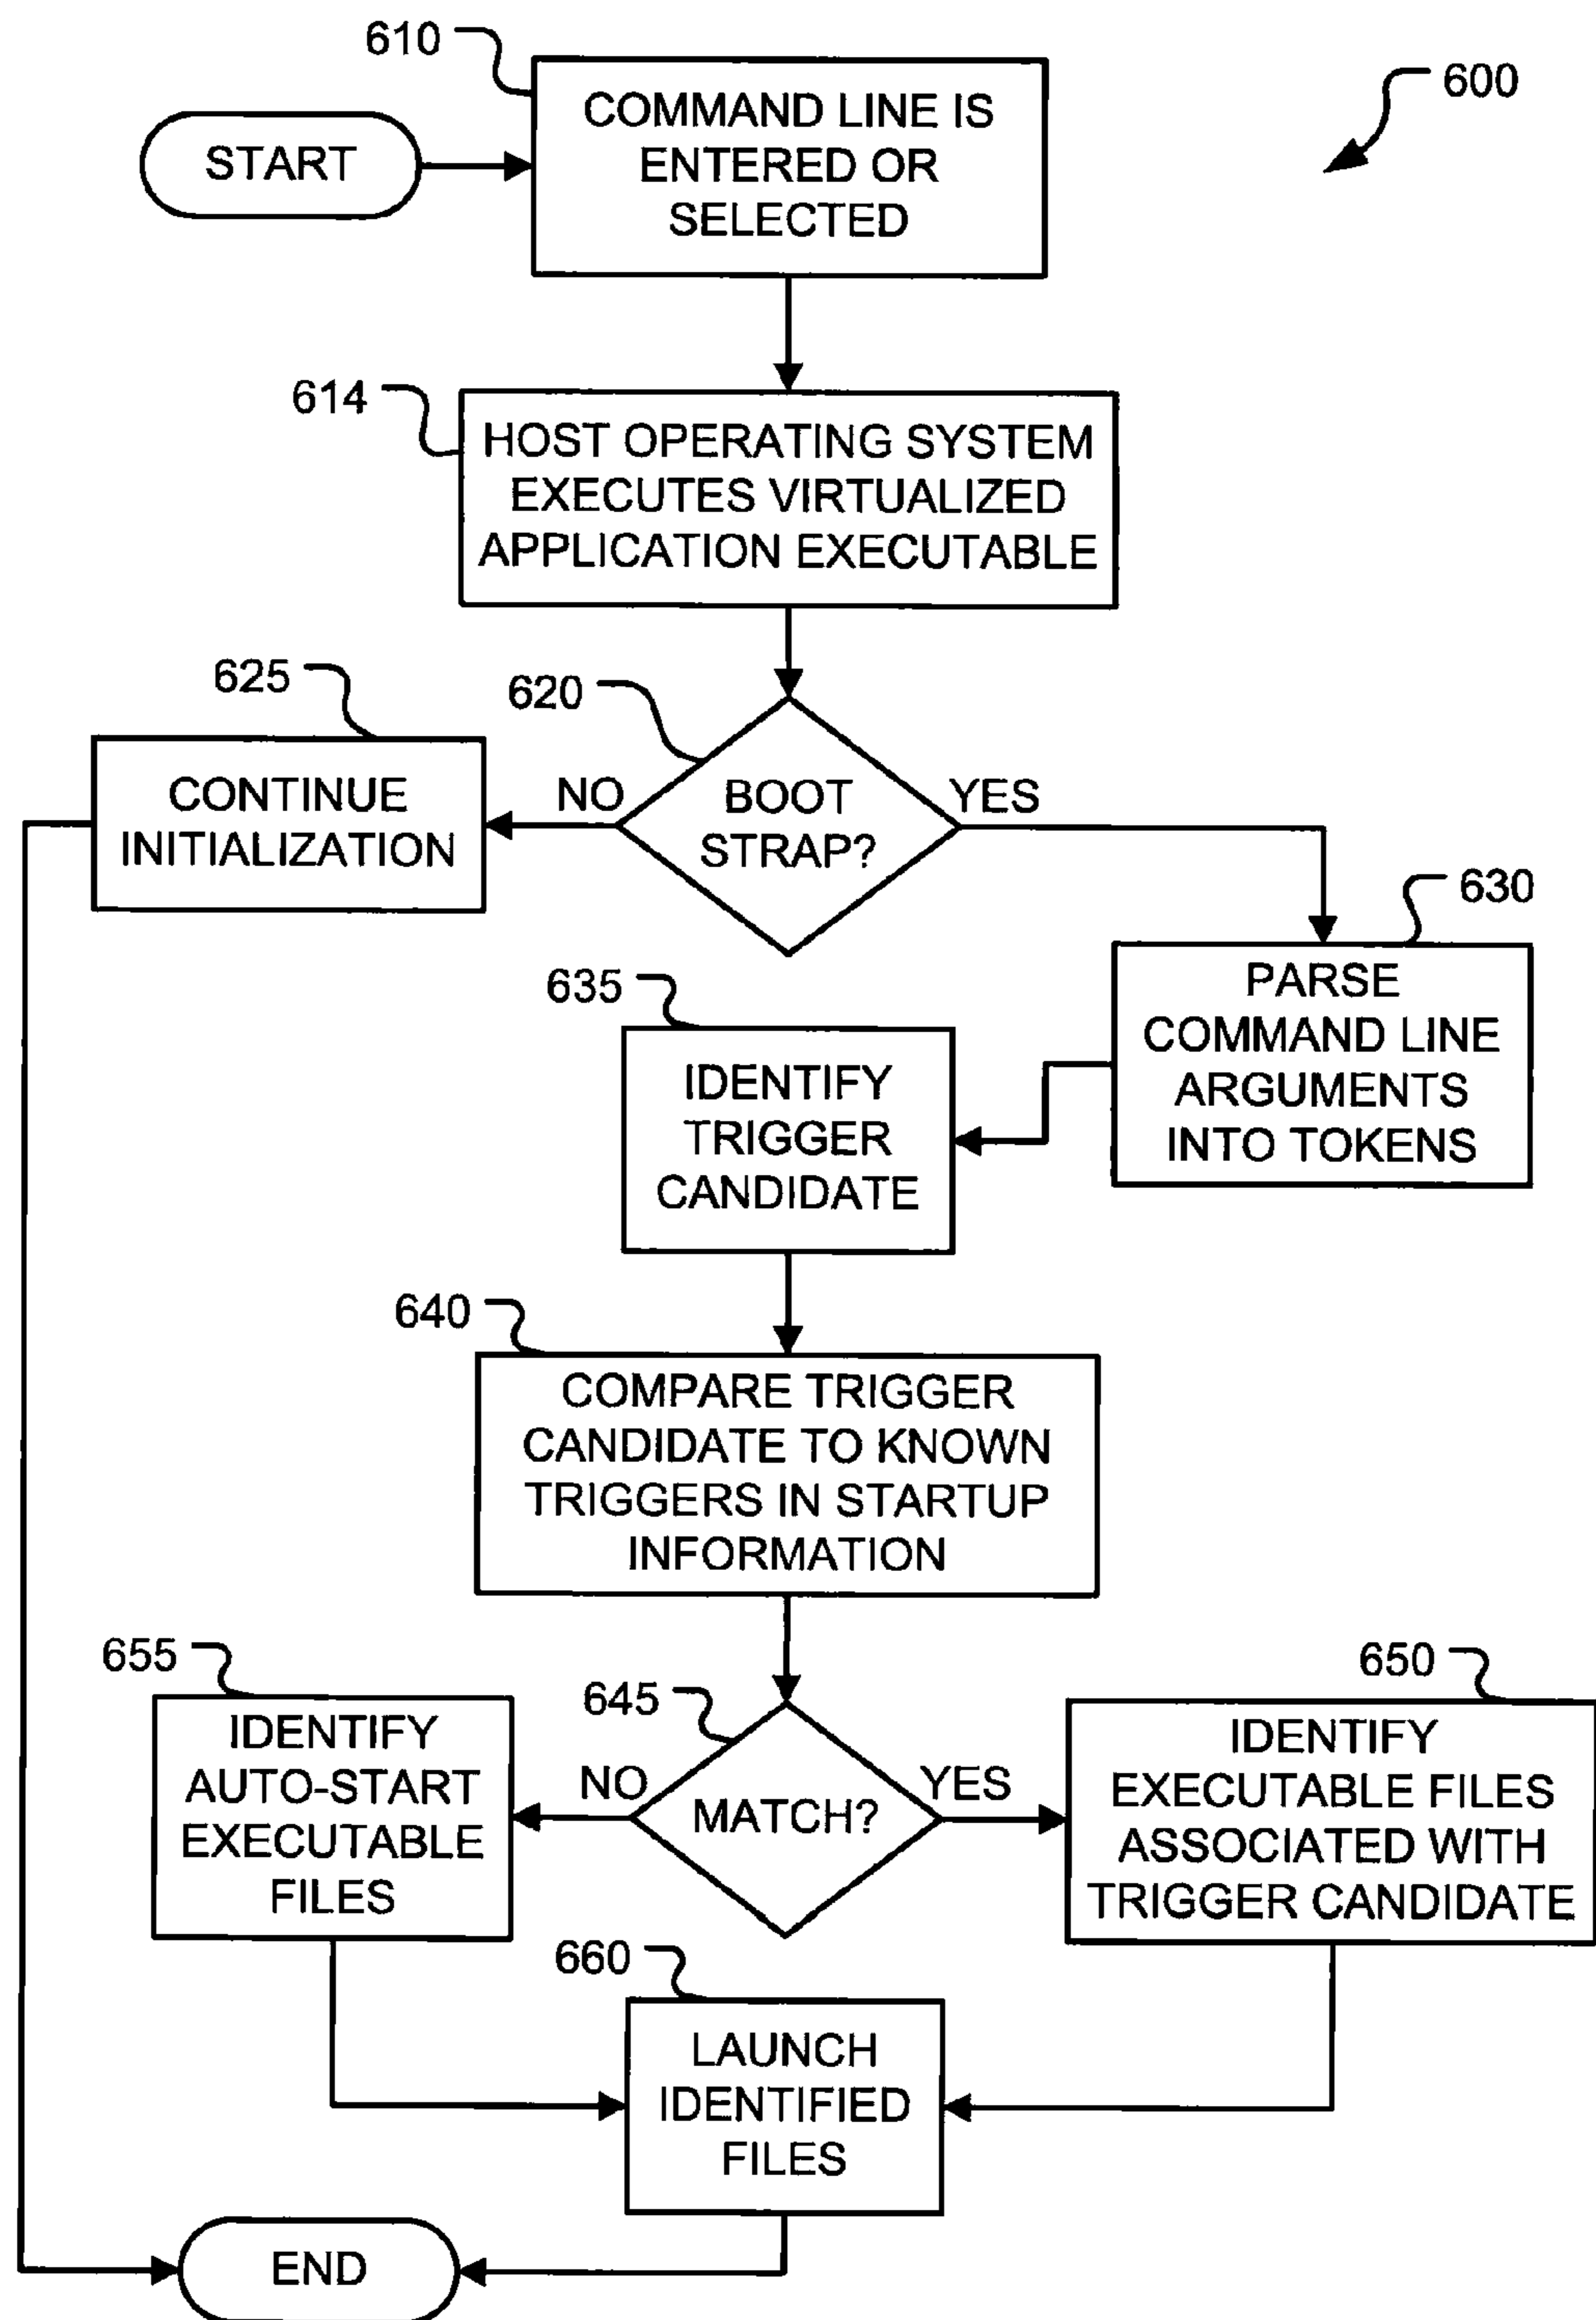 610
COMMAND LINE IS
ENTERED OR
SELECTED
600
START
614
HOST OPERATING SYSTEM
EXECUTES VIRTUALIZED
APPLICATION EXECUTABLE
625
620
CONTINUE
INITIALIZATION
NO
BOOT
STRAP?
YES
630
PARSE
COMMAND LINE
ARGUMENTS
INTO TOKENS
635
IDENTIFY
TRIGGER
CANDIDATE
640
COMPARE TRIGGER
CANDIDATE TO KNOWN
TRIGGERS IN STARTUP
INFORMATION
655
645
650
IDENTIFY
AUTO-START
EXECUTABLE
FILES
NO
MATCH?
YES
IDENTIFY
EXECUTABLE FILES
ASSOCIATED WITH
TRIGGER CANDIDATE
660
LAUNCH
IDENTIFIED
FILES
END